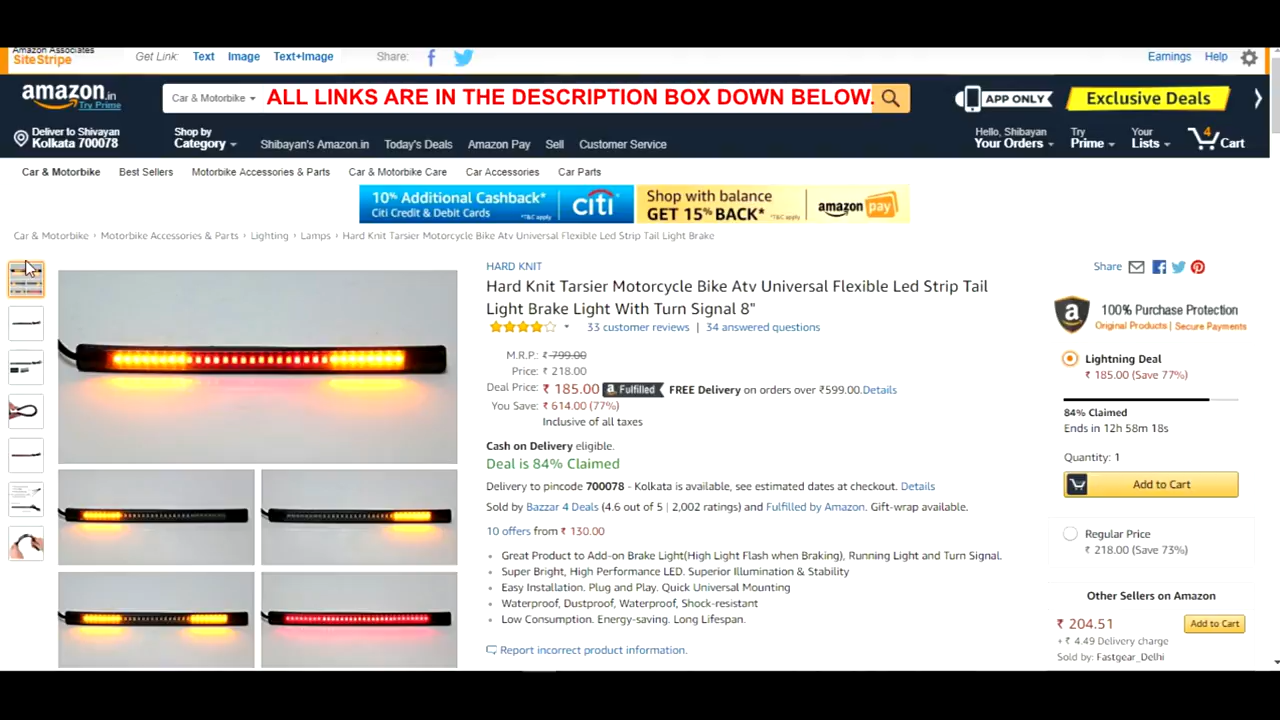 Amazon Associates
SiteStripe
Get Link: Text Image Text+Image Share: Earnings Help
amazon.in
Try Prime
Car & Motorbike
ALL LINKS ARE IN THE DESCRIPTION BOX DOWN BELOW.
APP ONLY
Exclusive Deals
Deliver to Shivayan
Kolkata 700078
Shop by
Category
Shibayan's Amazon.in Today's Deals Amazon Pay Sell Customer Service
Hello, Shibayan
Your Orders
Try
Prime
Your
Lists
4
Cart
Car & Motorbike Best Sellers Motorbike Accessories & Parts Car & Motorbike Care Car Accessories Car Parts
10% Additional Cashback*
Citi Credit & Debit Cards *T&C apply
citi
Shop with balance
GET 15% BACK* *T&C apply
amazon pay
Car & Motorbike › Motorbike Accessories & Parts › Lighting › Lamps › Hard Knit Tarsier Motorcycle Bike Atv Universal Flexible Led Strip Tail Light Brake
HARD KNIT
Hard Knit Tarsier Motorcycle Bike Atv Universal Flexible Led Strip Tail
Light Brake Light With Turn Signal 8"
33 customer reviews | 34 answered questions
M.R.P.: ₹ 799.00
Price: ₹ 218.00
Deal Price: ₹ 185.00 a Fulfilled FREE Delivery on orders over ₹599.00.Details
You Save: ₹ 614.00 (77%)
Inclusive of all taxes
Cash on Delivery eligible.
Deal is 84% Claimed
Delivery to pincode 700078 - Kolkata is available, see estimated dates at checkout. Details
Sold by Bazzar 4 Deals (4.6 out of 5 | 2,002 ratings) and Fulfilled by Amazon. Gift-wrap available.
10 offers from ₹ 130.00
• Great Product to Add-on Brake Light(High Light Flash when Braking), Running Light and Turn Signal.
• Super Bright, High Performance LED. Superior Illumination & Stability
• Easy Installation. Plug and Play. Quick Universal Mounting
• Waterproof, Dustproof, Waterproof, Shock-resistant
• Low Consumption. Energy-saving. Long Lifespan.
Report incorrect product information.
Share
a
100% Purchase Protection
Original Products | Secure Payments
Lightning Deal
₹ 185.00 (Save 77%)
84% Claimed
Ends in 12h 58m 18s
Quantity: 1
Add to Cart
Regular Price
₹ 218.00 (Save 73%)
Other Sellers on Amazon
₹ 204.51
Add to Cart
+ ₹ 4.49 Delivery charge
Sold by: Fastgear_Delhi